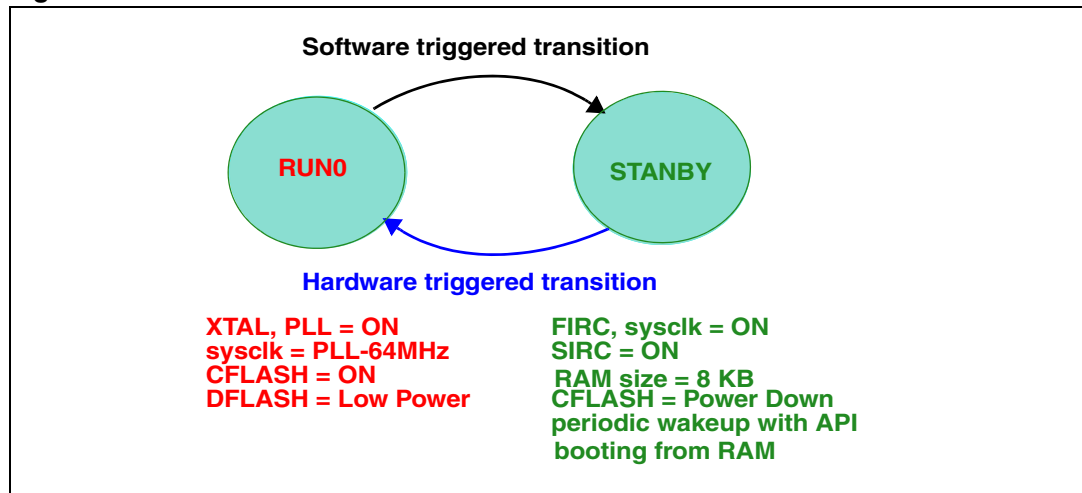 Software triggered transition
RUN0
STANBY
Hardware triggered transition
XTAL, PLL = ON
sysclk = PLL-64MHz
CFLASH = ON
DFLASH = Low Power
FIRC, sysclk = ON
SIRC = ON
RAM size = 8 KB
CFLASH = Power Down
periodic wakeup with API
booting from RAM